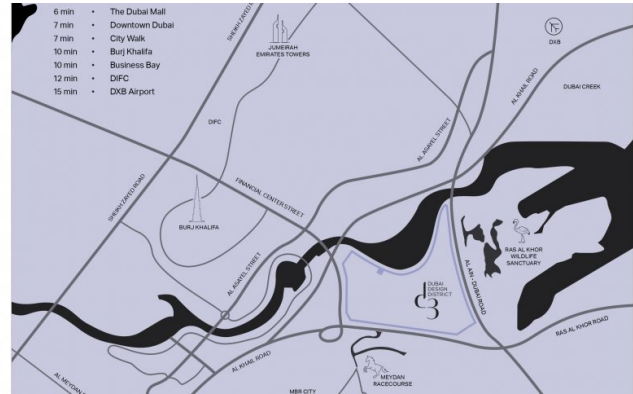 6 min • The Dubai Mall
7 min • Downtown Dubai
7 min • City Walk
10 min • Burj Khalifa
10 min • Business Bay
12 min • DIFC
15 min • DXB Airport
SHEIKH ZAYED ROAD
JUMEIRAH
EMIRATES TOWERS
DXB
AL KHAIL ROAD
DUBAI CREEK
DIFC
AL ASAYEL STREET
SHEIKH ZAYED ROAD
FINANCIAL CENTER STREET
BURJ KHALIFA
RAS AL KHOR
WILDLIFE
SANCTUARY
AL ASAYEL STREET
AL AIN - DUBAI ROAD
DUBAI
DESIGN
DISTRICT
d3
RAS AL KHOR ROAD
AL KHAIL ROAD
MEYDAN
RACECOURSE
AL MEYDAN
MBR CITY